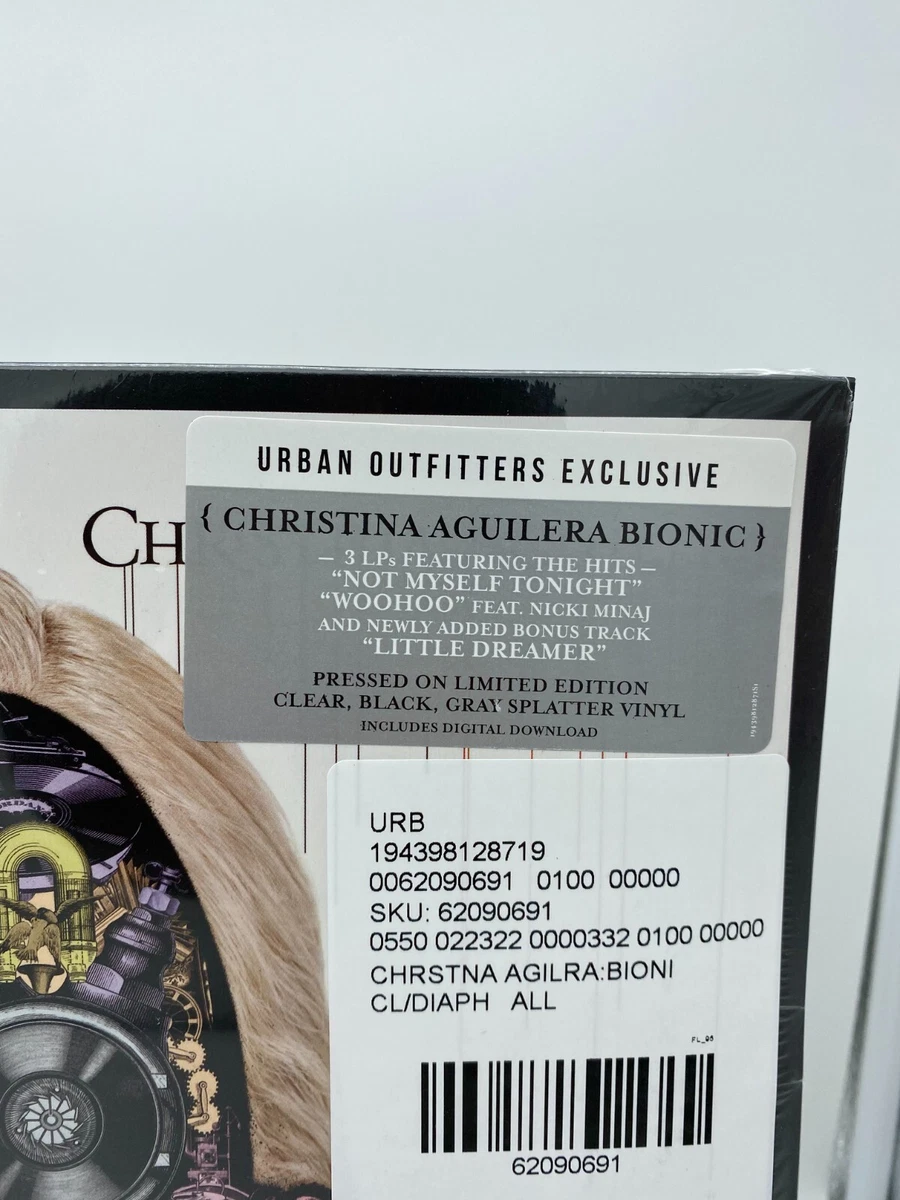 URBAN OUTFITTERS EXCLUSIVE
{ CHRISTINA AGUILERA BIONIC }
CH
— 3 LPs FEATURING THE HITS —
“NOT MYSELF TONIGHT”
“WOOHOO” FEAT. NICKI MINAJ
AND NEWLY ADDED BONUS TRACK
“LITTLE DREAMER”
PRESSED ON LIMITED EDITION
CLEAR, BLACK, GRAY SPLATTER VINYL
INCLUDES DIGITAL DOWNLOAD
URB
194398128719
0062090691 0100 00000
SKU: 62090691
0550 022322 0000332 0100 00000
CHRSTNA AGILRA:BIONI
CL/DIAPH ALL
FL_08
62090691